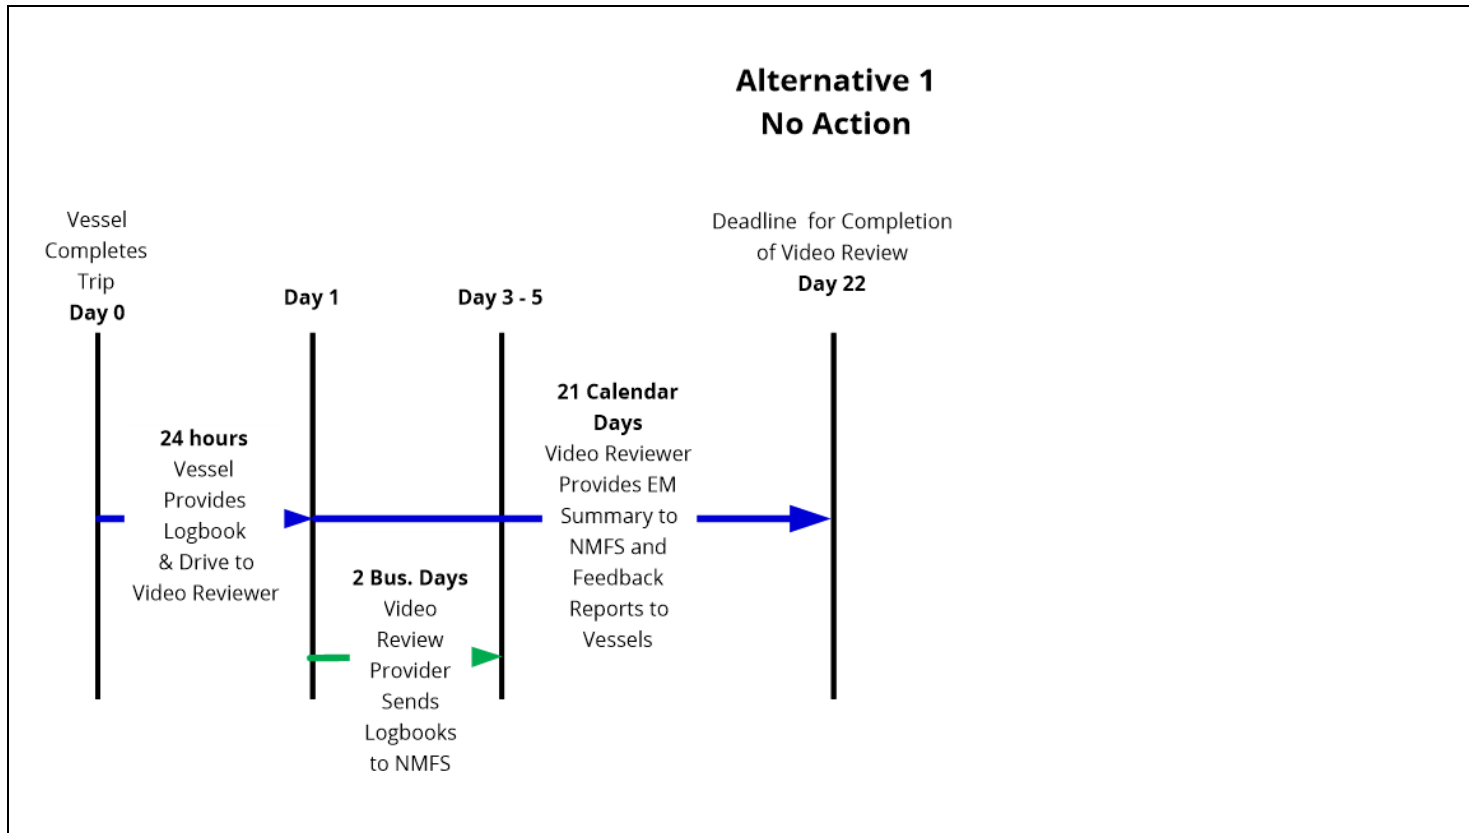 Alternative 1
No Action
Vessel
Completes
Trip
Day 0
Day 1
Day 3 - 5
Deadline for Completion
of Video Review
Day 22
24 hours
Vessel
Provides
Logbook
& Drive to
Video Reviewer
2 Bus. Days
Video
Review
Provider
Sends
Logbooks
to NMFS
21 Calendar
Days
Video Reviewer
Provides EM
Summary to
NMFS and
Feedback
Reports to
Vessels